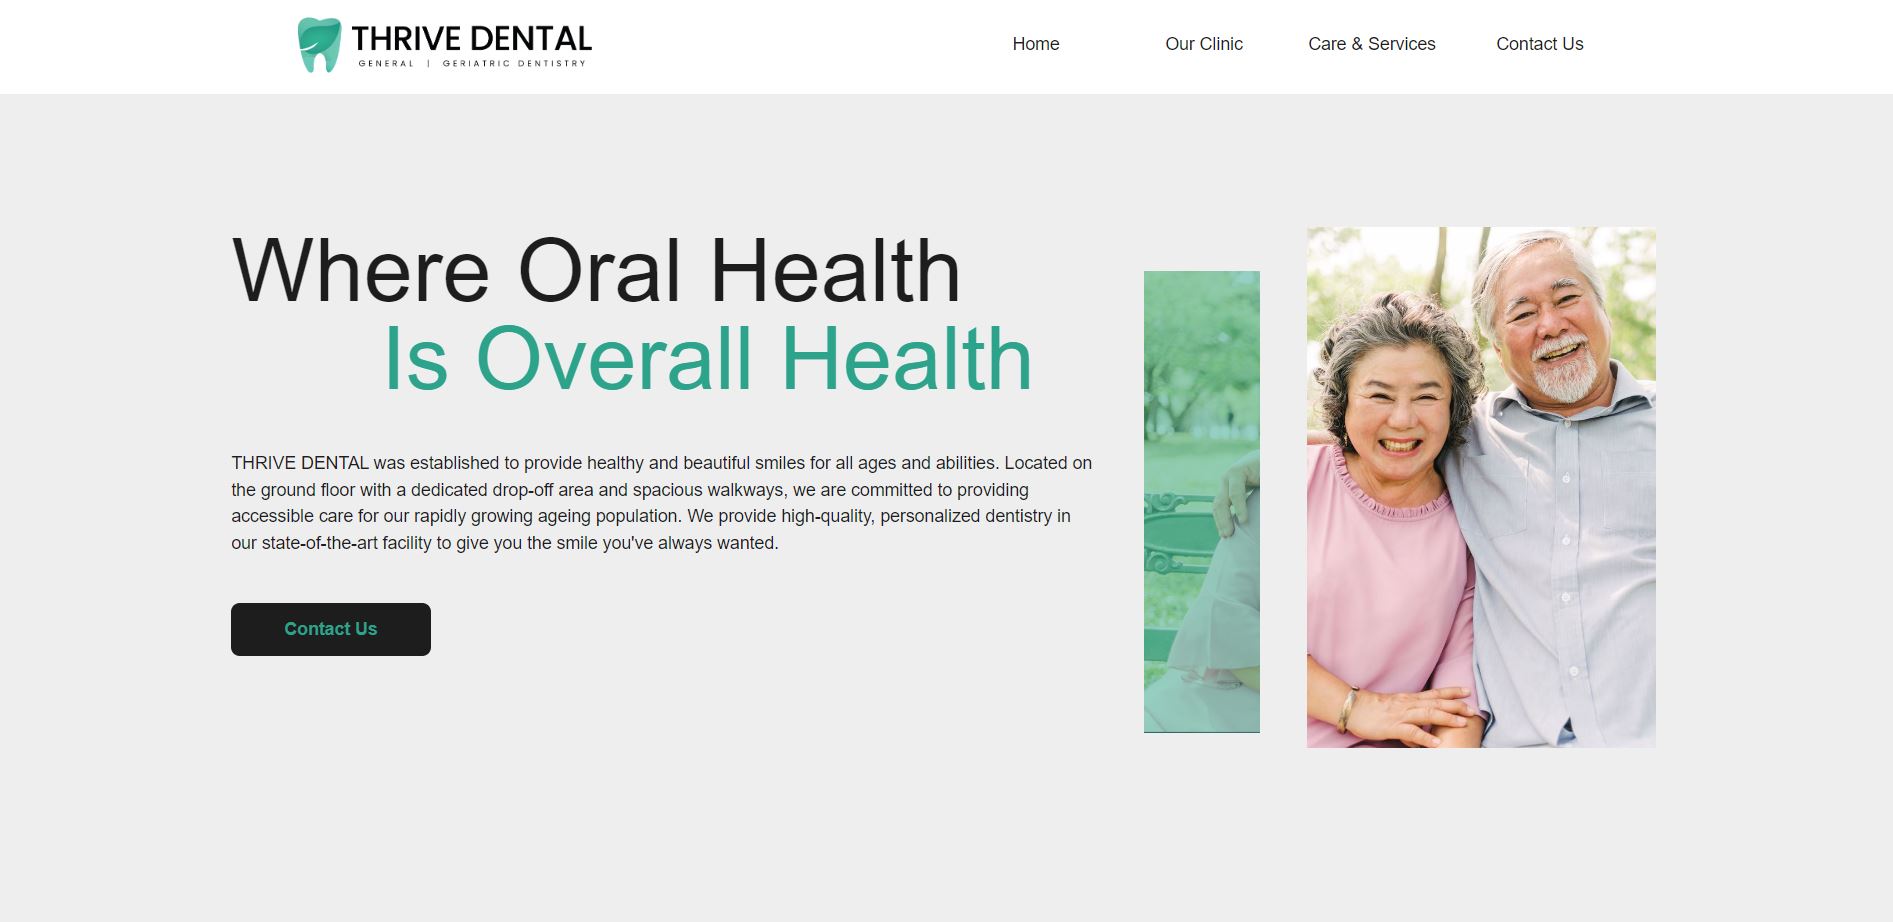 THRIVE DENTAL
GENERAL | GERIATRIC DENTISTRY
Home
Our Clinic
Care & Services
Contact Us
Where Oral Health
Is Overall Health
THRIVE DENTAL was established to provide healthy and beautiful smiles for all ages and abilities. Located on
the ground floor with a dedicated drop-off area and spacious walkways, we are committed to providing
accessible care for our rapidly growing ageing population. We provide high-quality, personalized dentistry in
our state-of-the-art facility to give you the smile you've always wanted.
Contact Us